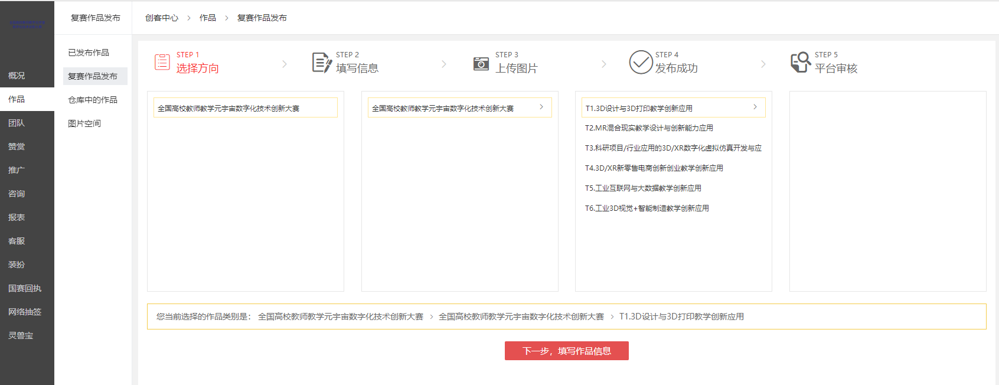 复赛作品发布
创客中心 > 作品 > 复赛作品发布
概况
作品
团队
赞赏
推广
咨询
报表
客服
装扮
国赛回执
网络抽签
灵兽宝
已发布作品
复赛作品发布
仓库中的作品
图片空间
STEP 1
选择方向
STEP 2
填写信息
STEP 3
上传图片
STEP 4
发布成功
STEP 5
平台审核
全国高校教师教学元宇宙数字化技术创新大赛
全国高校教师教学元宇宙数字化技术创新大赛
T1.3D设计与3D打印教学创新应用
T2.MR混合现实教学设计与创新能力应用
T3.科研项目/行业应用的3D/XR数字化虚拟仿真开发与应
T4.3D/XR新零售电商创新创业教学创新应用
T5.工业互联网与大数据教学创新应用
T6.工业3D视觉+智能制造教学创新应用
您当前选择的作品类别是： 全国高校教师教学元宇宙数字化技术创新大赛 > 全国高校教师教学元宇宙数字化技术创新大赛 > T1.3D设计与3D打印教学创新应用
下一步，填写作品信息